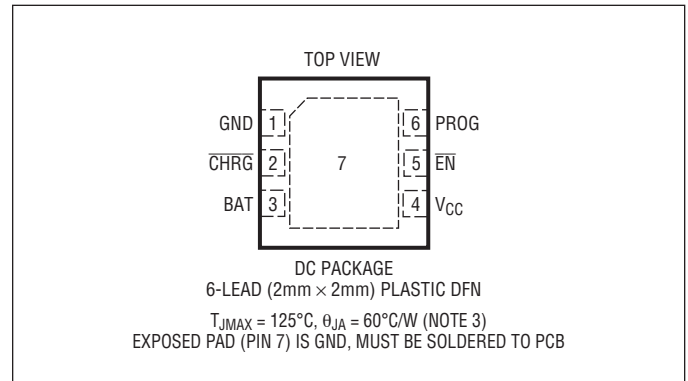 TOP VIEW
GND 1 6 PROG
CHRG 2 7 5 EN
BAT 3 4 VCC
DC PACKAGE
6-LEAD (2mm × 2mm) PLASTIC DFN
TJMAX = 125°C, θJA = 60°C/W (NOTE 3)
EXPOSED PAD (PIN 7) IS GND, MUST BE SOLDERED TO PCB